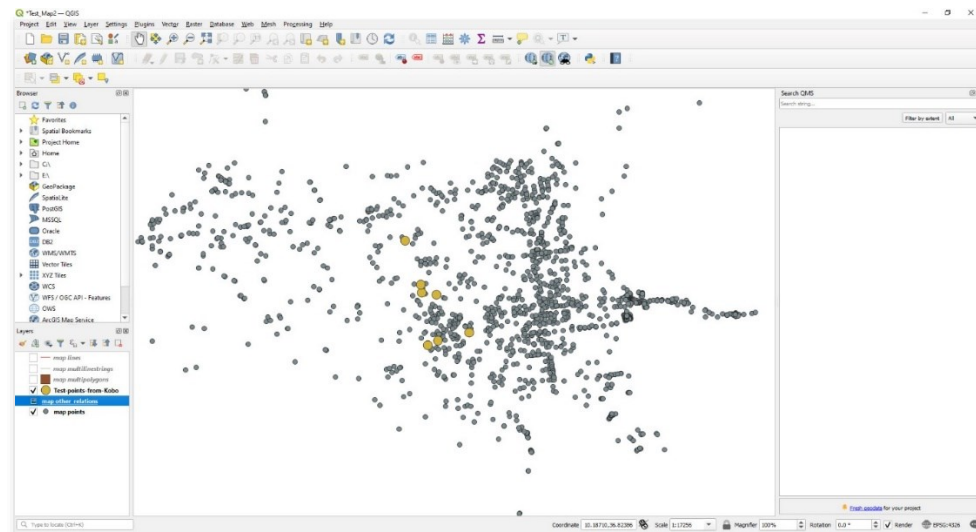 *Test_Map2 — QGIS
Project Edit View Layer Settings Plugins Vector Raster Database Web Mesh Processing Help
Browser
Favorites
Spatial Bookmarks
Project Home
Home
C:\
E:\
GeoPackage
SpatiaLite
PostGIS
MSSQL
Oracle
DB2
WMS/WMTS
Vector Tiles
XYZ Tiles
WCS
WFS / OGC API - Features
OWS
ArcGIS Map Service
Layers
map lines
map multilinestrings
map multipolygons
Test-points-from-Kobo
map other_relations
map points
Search QMS
Search string...
Filter by extent All
Fresh geodata for your project
Type to locate (Ctrl+K)
Coordinate 10.18710,36.82386 Scale 1:17256 Magnifier 100% Rotation 0.0 ° Render EPSG:4326